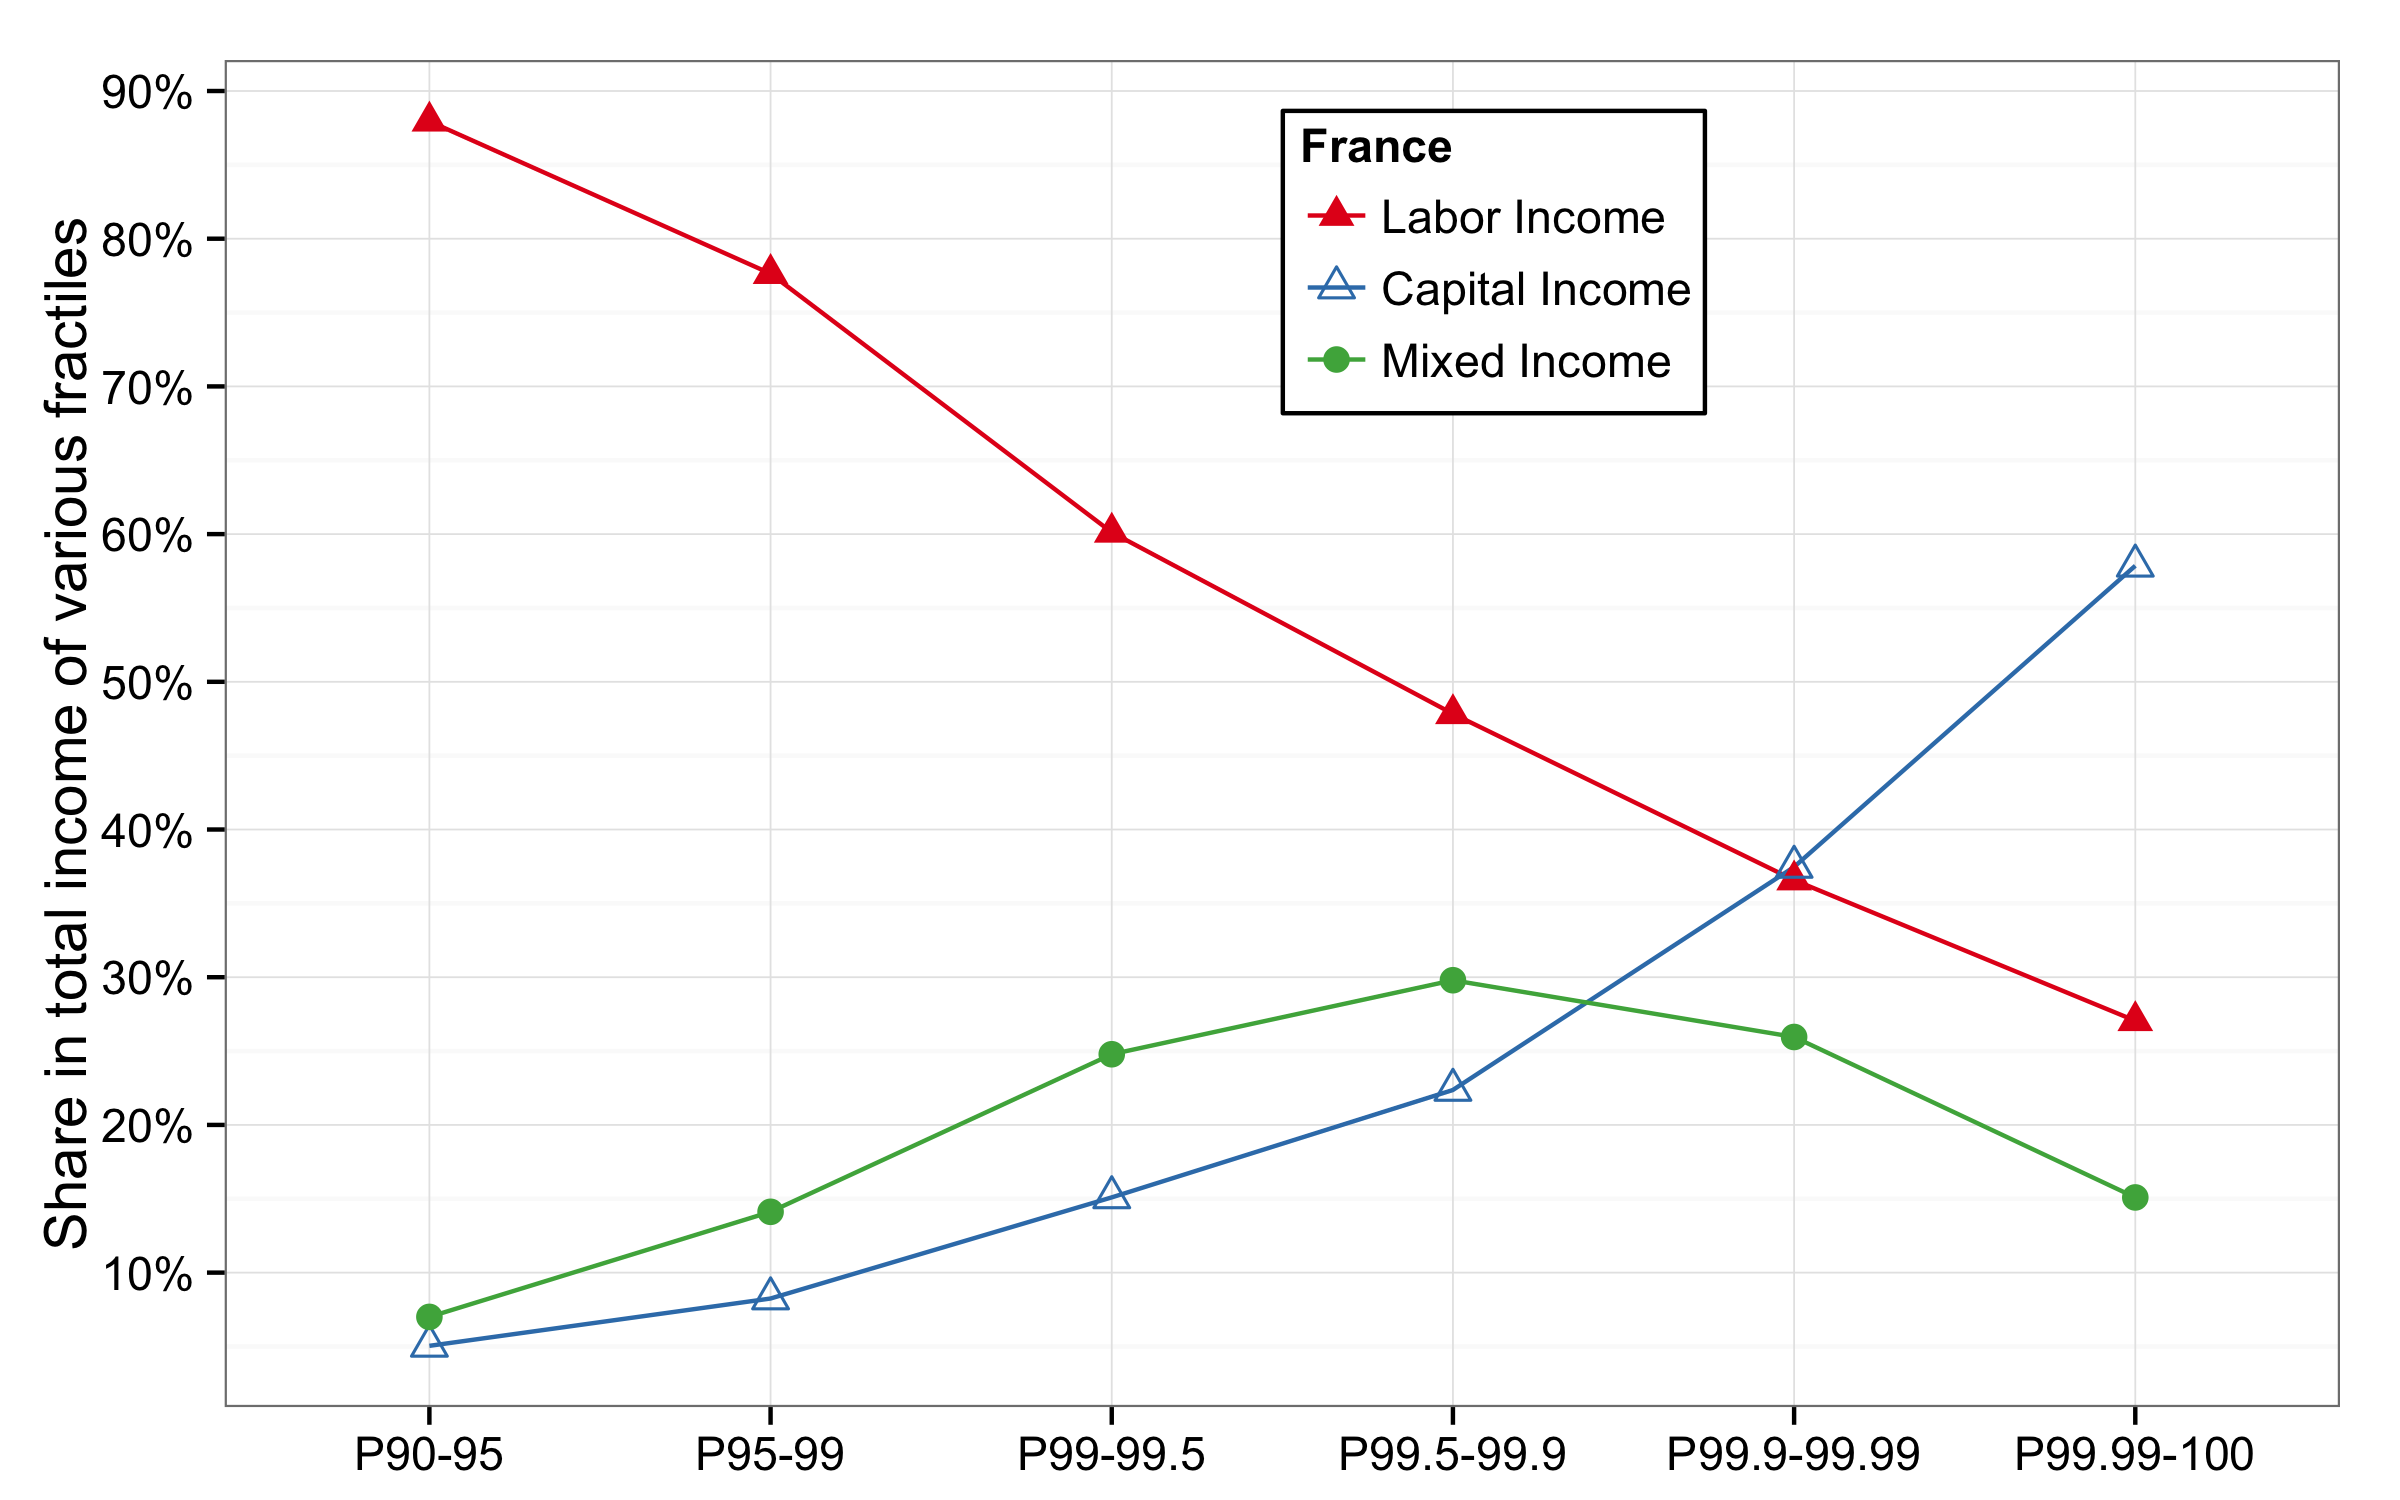 Share in total income of various fractiles
90%
80%
70%
60%
50%
40%
30%
20%
10%
France
Labor Income
Capital Income
Mixed Income
P90-95
P95-99
P99-99.5
P99.5-99.9
P99.9-99.99
P99.99-100